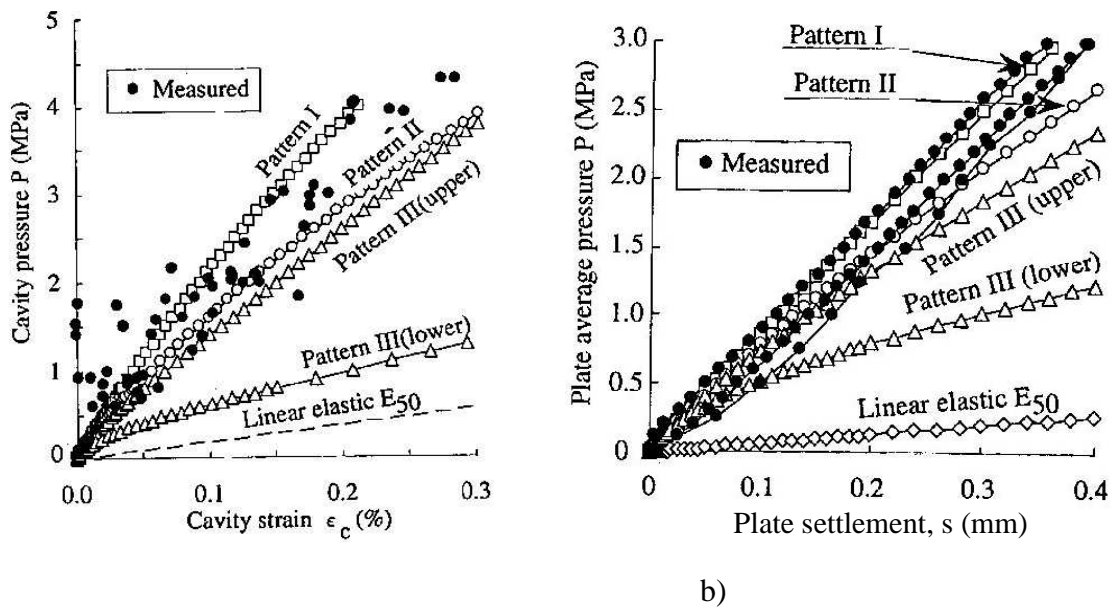 Cavity pressure P (MPa)
5
4
3
2
1
0
Measured
Pattern I
Pattern II
Pattern III(upper)
Pattern III(lower)
Linear elastic E50
0.0
0.1
0.2
0.3
Cavity strain εc (%)
Plate average pressure P (MPa)
3.0
2.5
2.0
1.5
1.0
0.5
0
Pattern I
Pattern II
Measured
Pattern III (upper)
Pattern III (lower)
Linear elastic E50
0
0.1
0.2
0.3
0.4
Plate settlement, s (mm)
b)